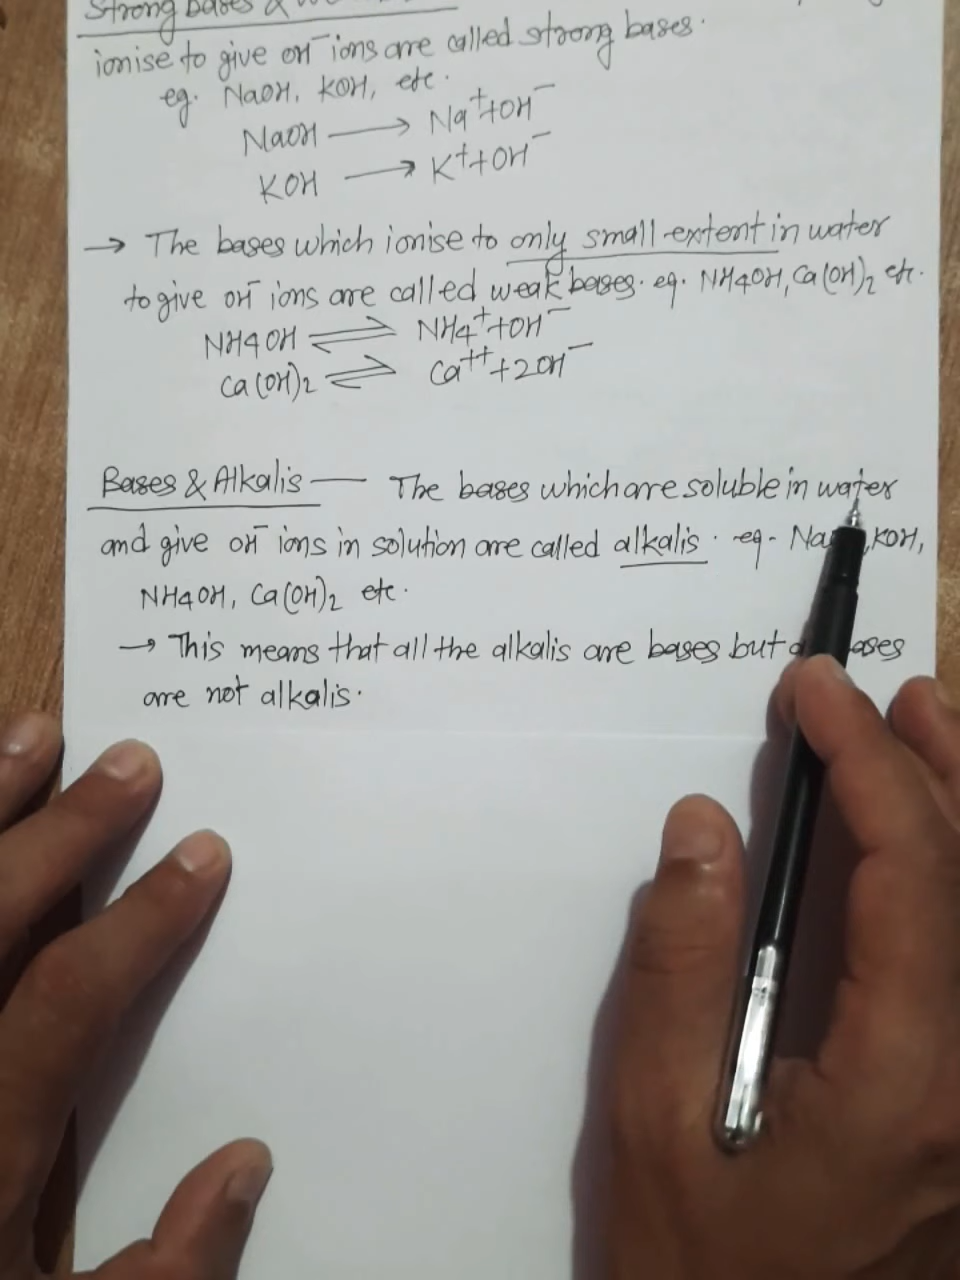 Strong Bases &
ionise to give OH⁻ ions are called strong bases.
eg. NaOH, KOH, etc.
NaOH ⟶ Na⁺+OH⁻
KOH ⟶ K⁺+OH⁻
→ The bases which ionise to only small extent in water
to give OH⁻ ions are called weak bases. eg. NH4OH, Ca(OH)₂ etc.
NH4OH ⇌ NH4⁺+OH⁻
Ca(OH)₂ ⇌ Ca⁺⁺+2OH⁻
Bases & Alkalis — The bases which are soluble in water
and give OH⁻ ions in solution are called alkalis. eg- Na ,KOH,
NH4OH, Ca(OH)₂ etc.
→ This means that all the alkalis are bases but
are not alkalis.